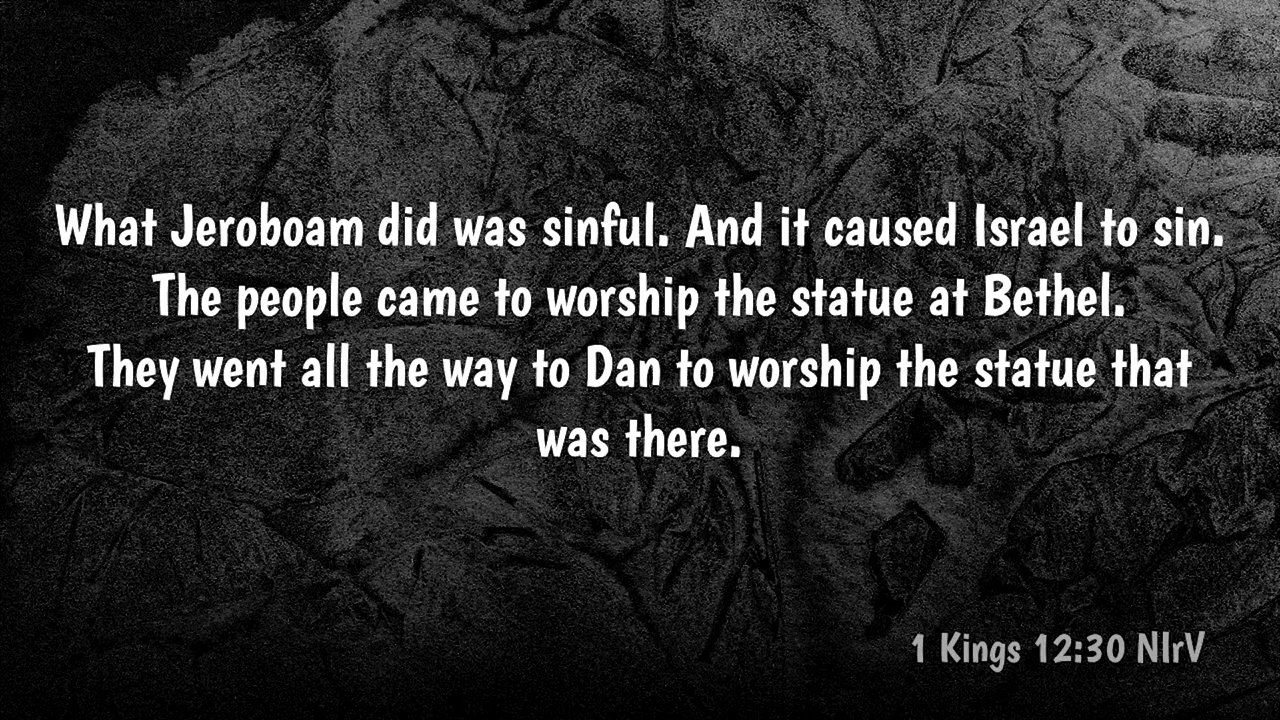 What Jeroboam did was sinful. And it caused Israel to sin.
The people came to worship the statue at Bethel.
They went all the way to Dan to worship the statue that
was there.
1 Kings 12:30 NIrV